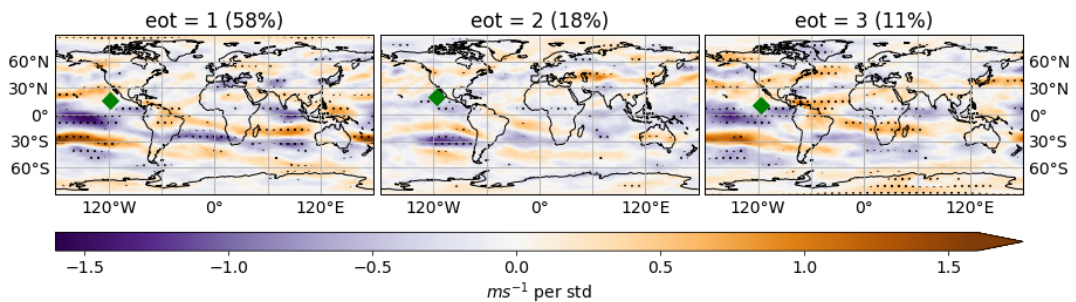 eot = 1 (58%) eot = 2 (18%) eot = 3 (11%)
60°N 60°N
30°N 30°N
0° 0°
30°S 30°S
60°S 60°S
120°W 0° 120°E 120°W 0° 120°E 120°W 0° 120°E
−1.5 −1.0 −0.5 0.0 0.5 1.0 1.5
ms⁻¹ per std